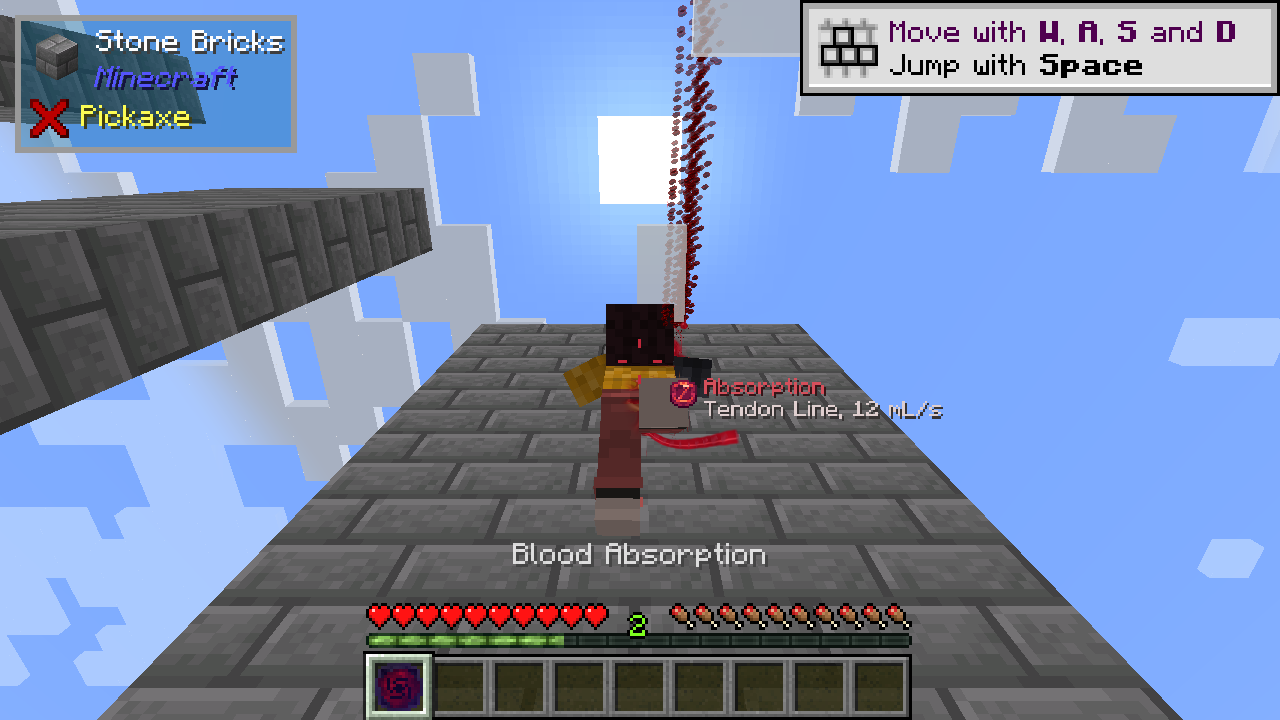 Stone Bricks
Minecraft
Pickaxe
Move with W, A, S and D
Jump with Space
Absorption
Tendon Line, 12 mL/s
Blood Absorption
2